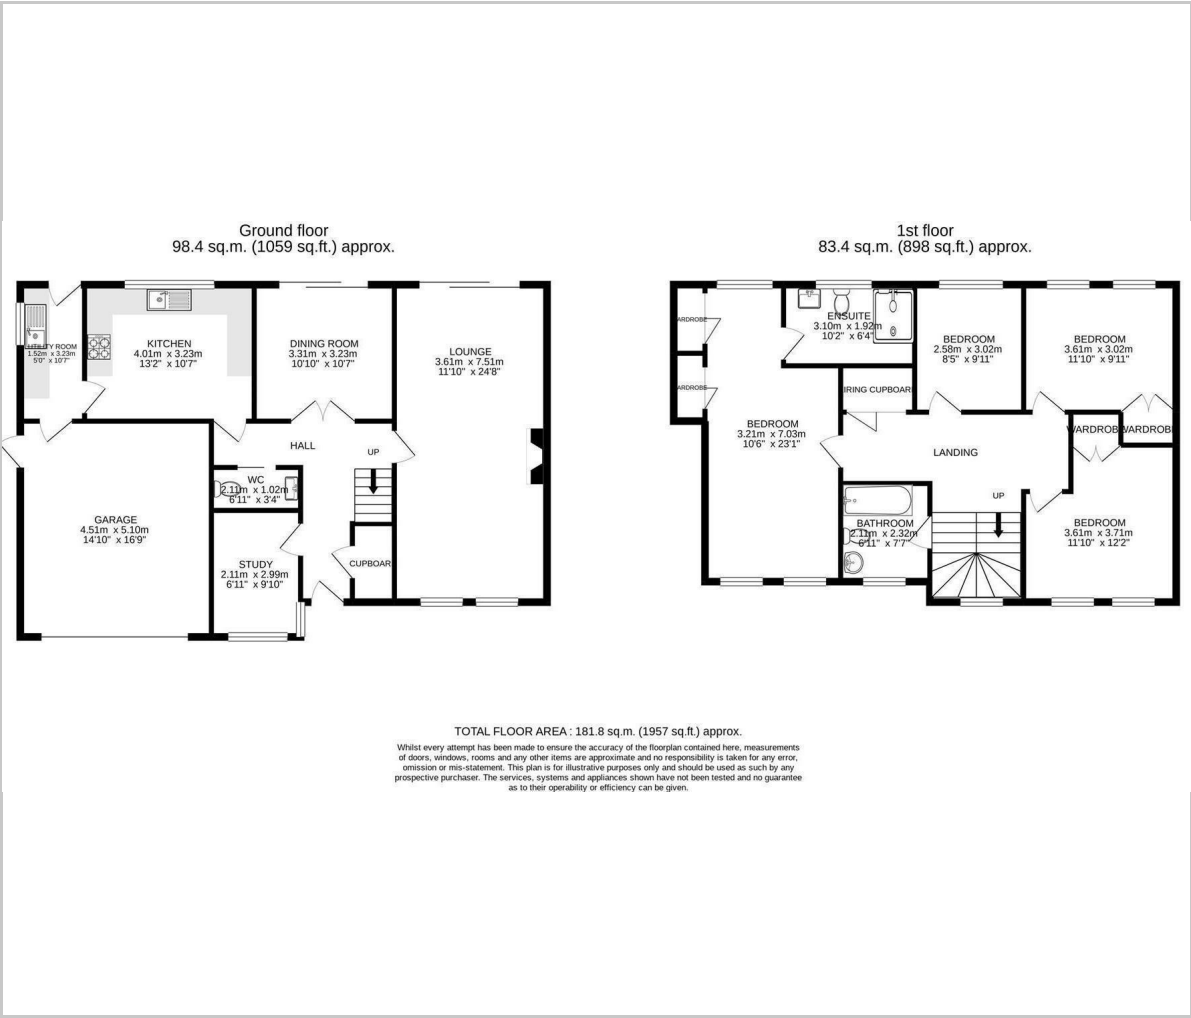 Ground floor
98.4 sq.m. (1059 sq.ft.) approx.
UTILITY ROOM
1.52m x 3.23m
5'0" x 10'7"
KITCHEN
4.01m x 3.23m
13'2" x 10'7"
DINING ROOM
3.31m x 3.23m
10'10" x 10'7"
LOUNGE
3.61m x 7.51m
11'10" x 24'8"
HALL
UP
WC
2.11m x 1.02m
6'11" x 3'4"
GARAGE
4.51m x 5.10m
14'10" x 16'9"
STUDY
2.11m x 2.99m
6'11" x 9'10"
CUPBOAR
1st floor
83.4 sq.m. (898 sq.ft.) approx.
ARDROBE
ARDROBE
ENSUITE
3.10m x 1.92m
10'2" x 6'4"
BEDROOM
2.58m x 3.02m
8'5" x 9'11"
BEDROOM
3.61m x 3.02m
11'10" x 9'11"
IRING CUPBOAR
BEDROOM
3.21m x 7.03m
10'6" x 23'1"
WARDROB
WARDROB
LANDING
UP
BATHROOM
2.11m x 2.32m
6'11" x 7'7"
BEDROOM
3.61m x 3.71m
11'10" x 12'2"
TOTAL FLOOR AREA : 181.8 sq.m. (1957 sq.ft.) approx.
Whilst every attempt has been made to ensure the accuracy of the floorplan contained here, measurements
of doors, windows, rooms and any other items are approximate and no responsibility is taken for any error,
omission or mis-statement. This plan is for illustrative purposes only and should be used as such by any
prospective purchaser. The services, systems and appliances shown have not been tested and no guarantee
as to their operability or efficiency can be given.